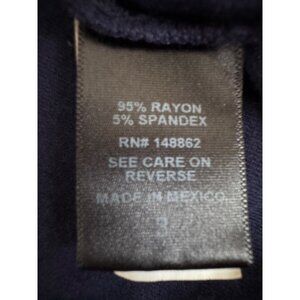 95% RAYON
5% SPANDEX
RN# 148862
SEE CARE ON
REVERSE
MADE IN MEXICO